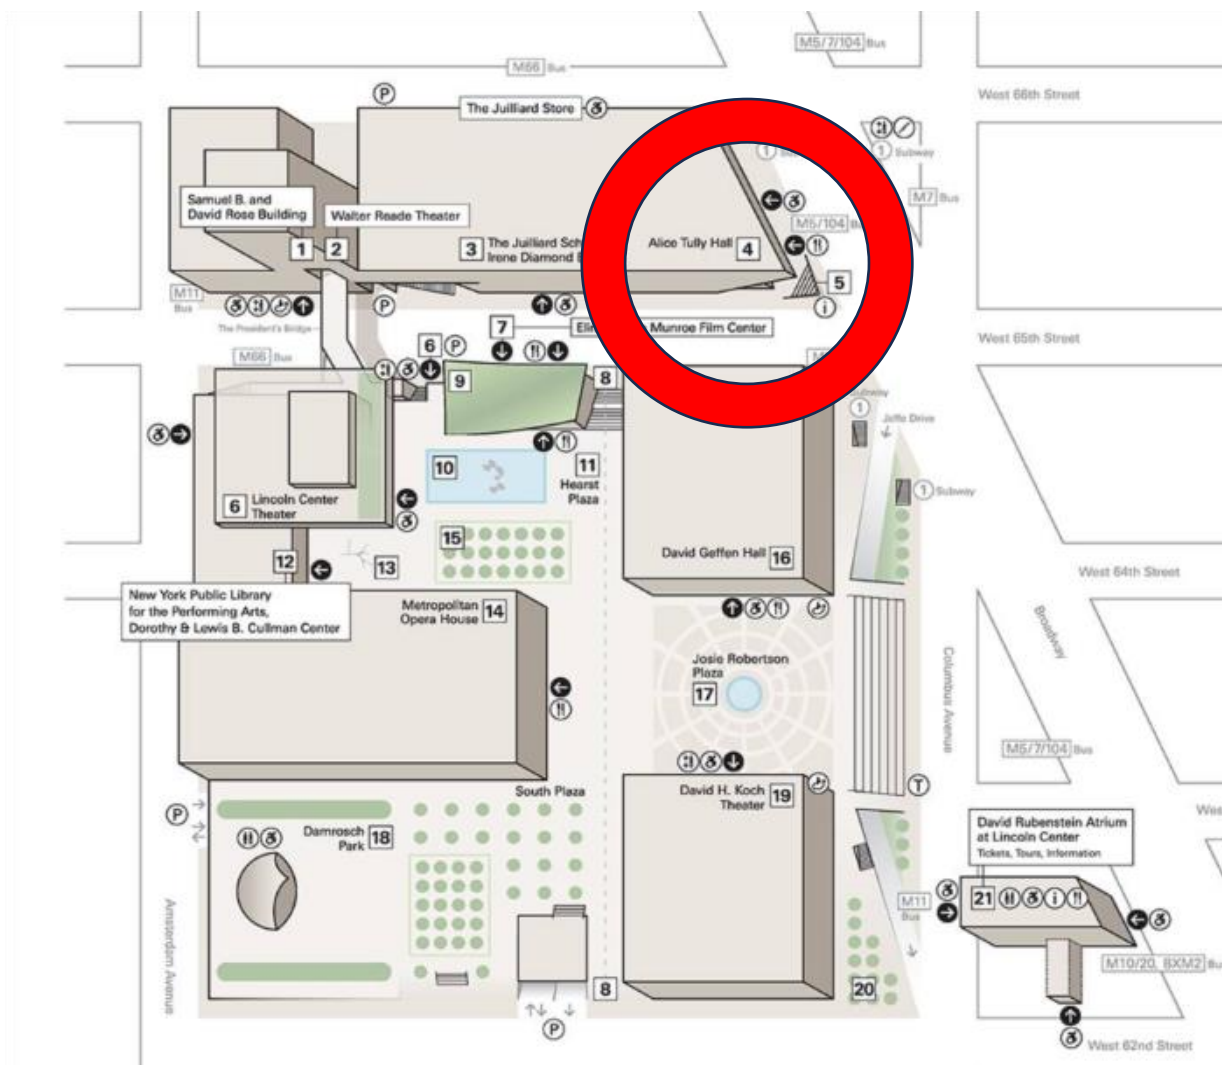 M5/7/104 Bus
M66 Bus
West 66th Street
P
The Juilliard Store
1 Subway
1
M7 Bus
Samuel B. and
David Rose Building
Walter Reade Theater
1
2
3
The Juilliard
Irene Diamond
Alice Tully Hall 4
M5/104
5
i
M11
Bus
The President's Bridge
P
7
Munroe Film Center
West 65th Street
M66 Bus
6 P
9
8
1
Jaffe Drive
10
11
Hearst
Plaza
1 Subway
6 Lincoln Center
Theater
15
12
13
David Geffen Hall 16
West 64th Street
New York Public Library
for the Performing Arts,
Dorothy & Lewis B. Cullman Center
Metropolitan
Opera House 14
Broadway
Josie Robertson
Plaza
17
Columbus Avenue
M5/7/104 Bus
South Plaza
David H. Koch
Theater 19
T
P
Damrosch
Park 18
David Rubenstein Atrium
at Lincoln Center
Tickets, Tours, Information
M11
Bus
21 i
Amsterdam Avenue
M10/20, BXM2
8
20
P
West 62nd Street